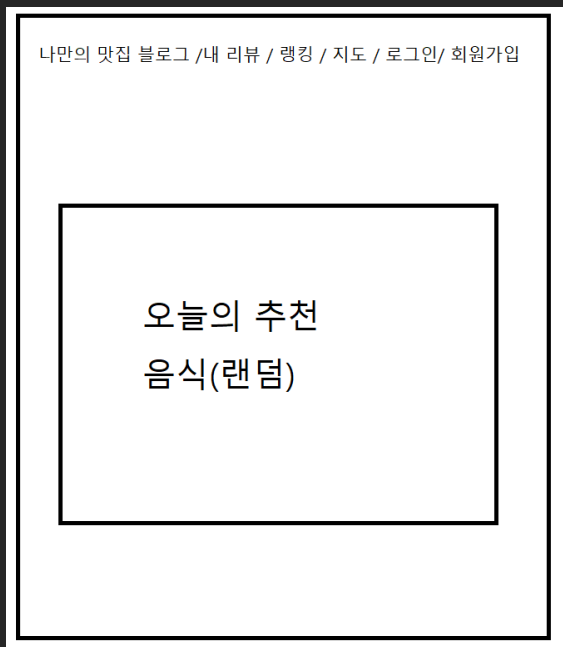 나만의 맛집 블로그 /내 리뷰 / 랭킹 / 지도 / 로그인/ 회원가입
오늘의 추천
음식(랜덤)